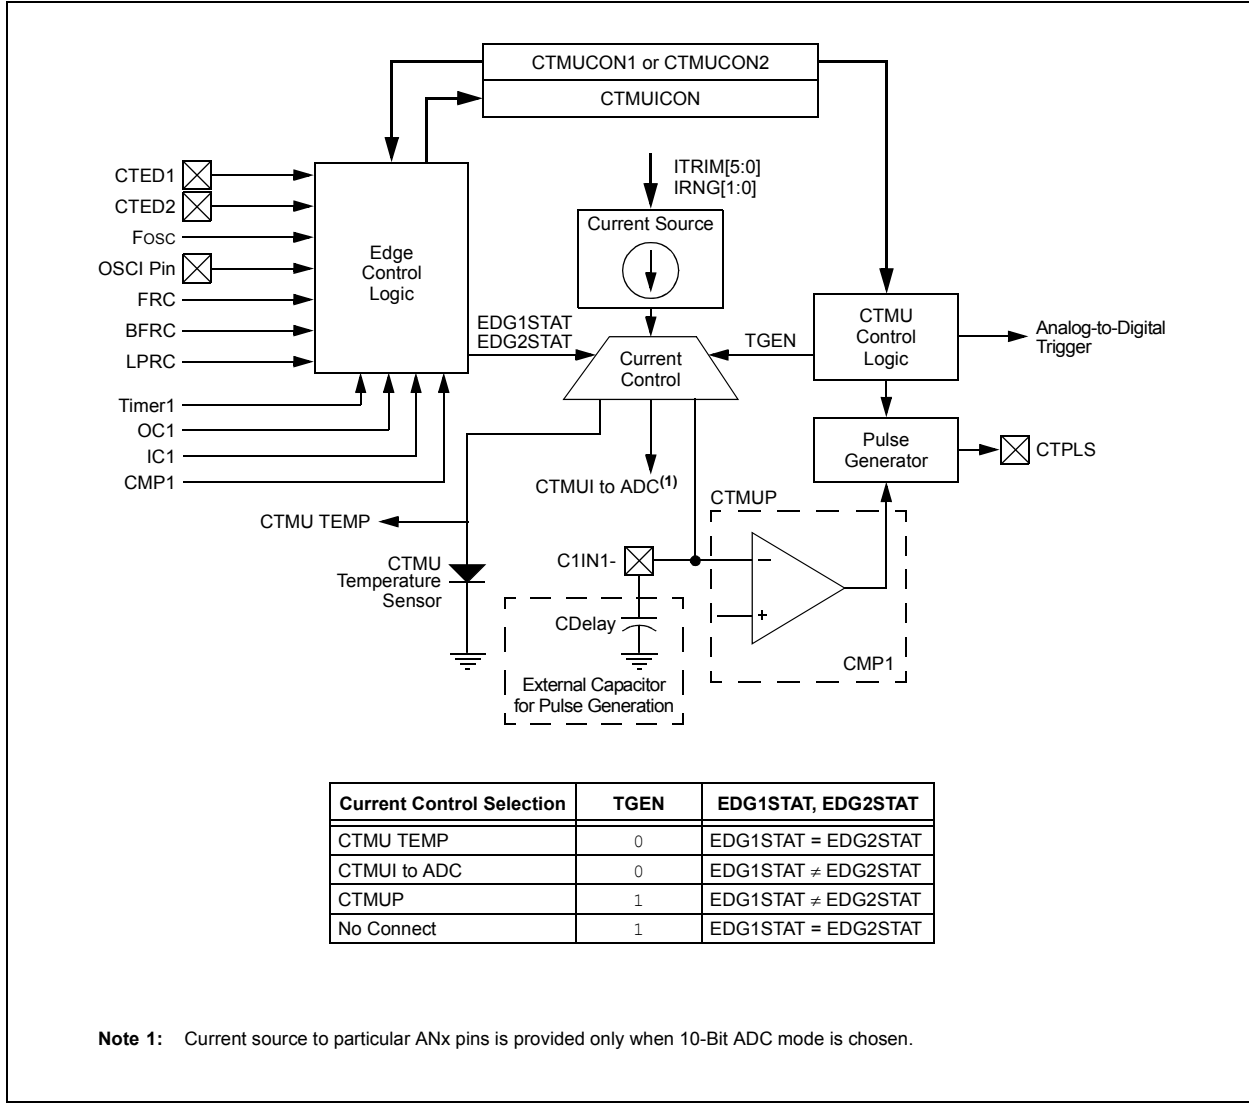 CTMUCON1 or CTMUCON2
CTMUICON
ITRIM[5:0]
IRNG[1:0]
CTED1
CTED2
FOSC
OSCI Pin
FRC
BFRC
LPRC
Timer1
OC1
IC1
CMP1
Edge
Control
Logic
Current Source
EDG1STAT
EDG2STAT
Current
Control
TGEN
CTMU
Control
Logic
Analog-to-Digital
Trigger
Pulse
Generator
CTPLS
CTMUI to ADC(1)
CTMUP
CTMU TEMP
CTMU
Temperature
Sensor
C1IN1-
CDelay
External Capacitor
for Pulse Generation
–
+
CMP1
Current Control Selection TGEN EDG1STAT, EDG2STAT
CTMU TEMP 0 EDG1STAT = EDG2STAT
CTMUI to ADC 0 EDG1STAT ≠ EDG2STAT
CTMUP 1 EDG1STAT ≠ EDG2STAT
No Connect 1 EDG1STAT = EDG2STAT
Note 1: Current source to particular ANx pins is provided only when 10-Bit ADC mode is chosen.